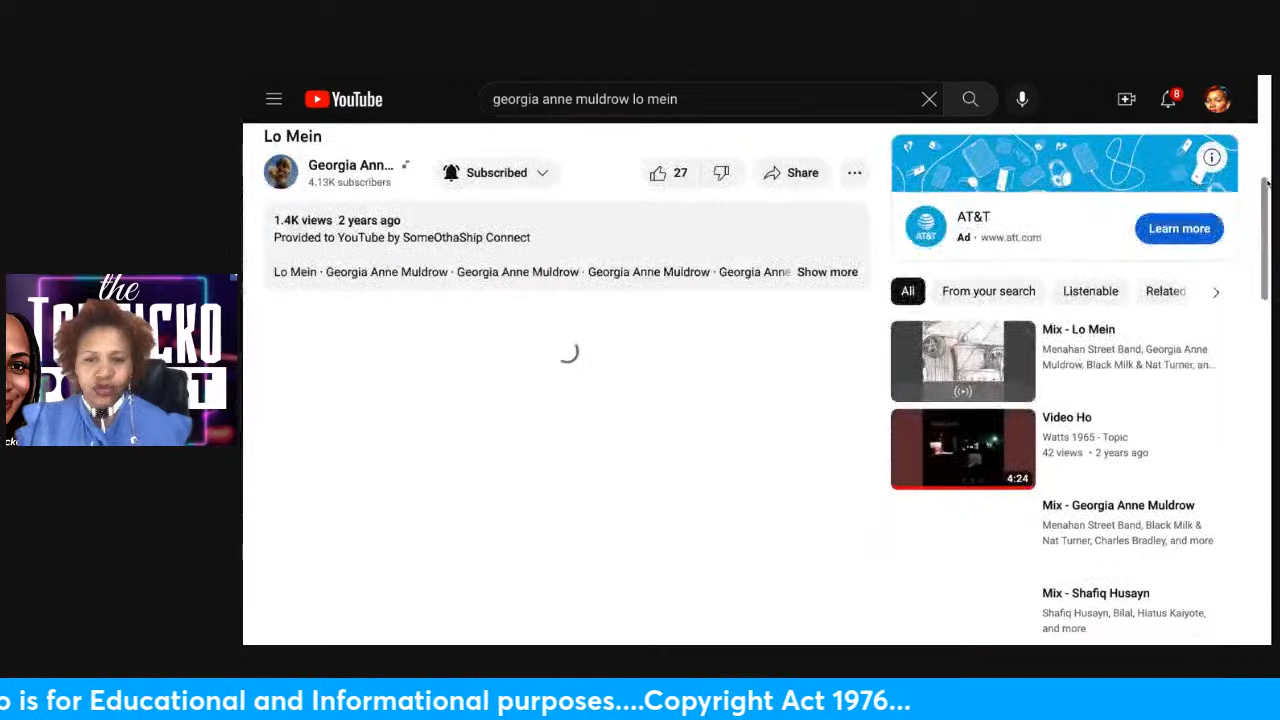 YouTube
georgia anne muldrow lo mein
8
Lo Mein
Georgia Ann...
4.13K subscribers
Subscribed
27
Share
1.4K views 2 years ago
Provided to YouTube by SomeOthaShip Connect
Lo Mein · Georgia Anne Muldrow · Georgia Anne Muldrow · Georgia Anne Muldrow · Georgia Anne Show more
AT&T
AT&T
Ad · www.att.com
Learn more
All From your search Listenable Related
Mix - Lo Mein
Menahan Street Band, Georgia Anne
Muldrow, Black Milk & Nat Turner, an...
Video Ho
Watts 1965 - Topic
42 views • 2 years ago
4:24
Mix - Georgia Anne Muldrow
Menahan Street Band, Black Milk &
Nat Turner, Charles Bradley, and more
Mix - Shafiq Husayn
Shafiq Husayn, Bilal, Hiatus Kaiyote,
and more
the
o is for Educational and Informational purposes....Copyright Act 1976...